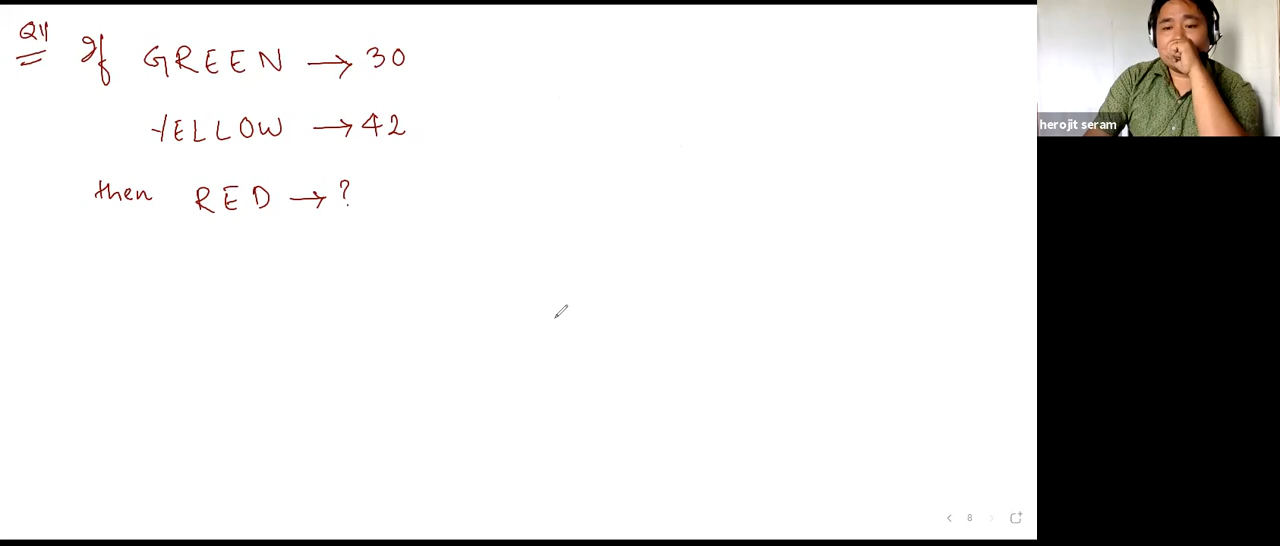 Q11 If GREEN → 30
YELLOW → 42
then RED → ?
herojit seram
8